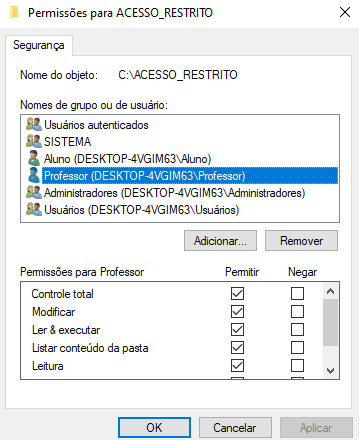 Permissões para ACESSO_RESTRITO
Segurança
Nome do objeto: C:\ACESSO_RESTRITO
Nomes de grupo ou de usuário:
Usuários autenticados
SISTEMA
Aluno (DESKTOP-4VGIM63\Aluno)
Professor (DESKTOP-4VGIM63\Professor)
Administradores (DESKTOP-4VGIM63\Administradores)
Usuários (DESKTOP-4VGIM63\Usuários)
Adicionar... Remover
Permissões para Professor Permitir Negar
Controle total
Modificar
Ler & executar
Listar conteúdo da pasta
Leitura
OK Cancelar Aplicar